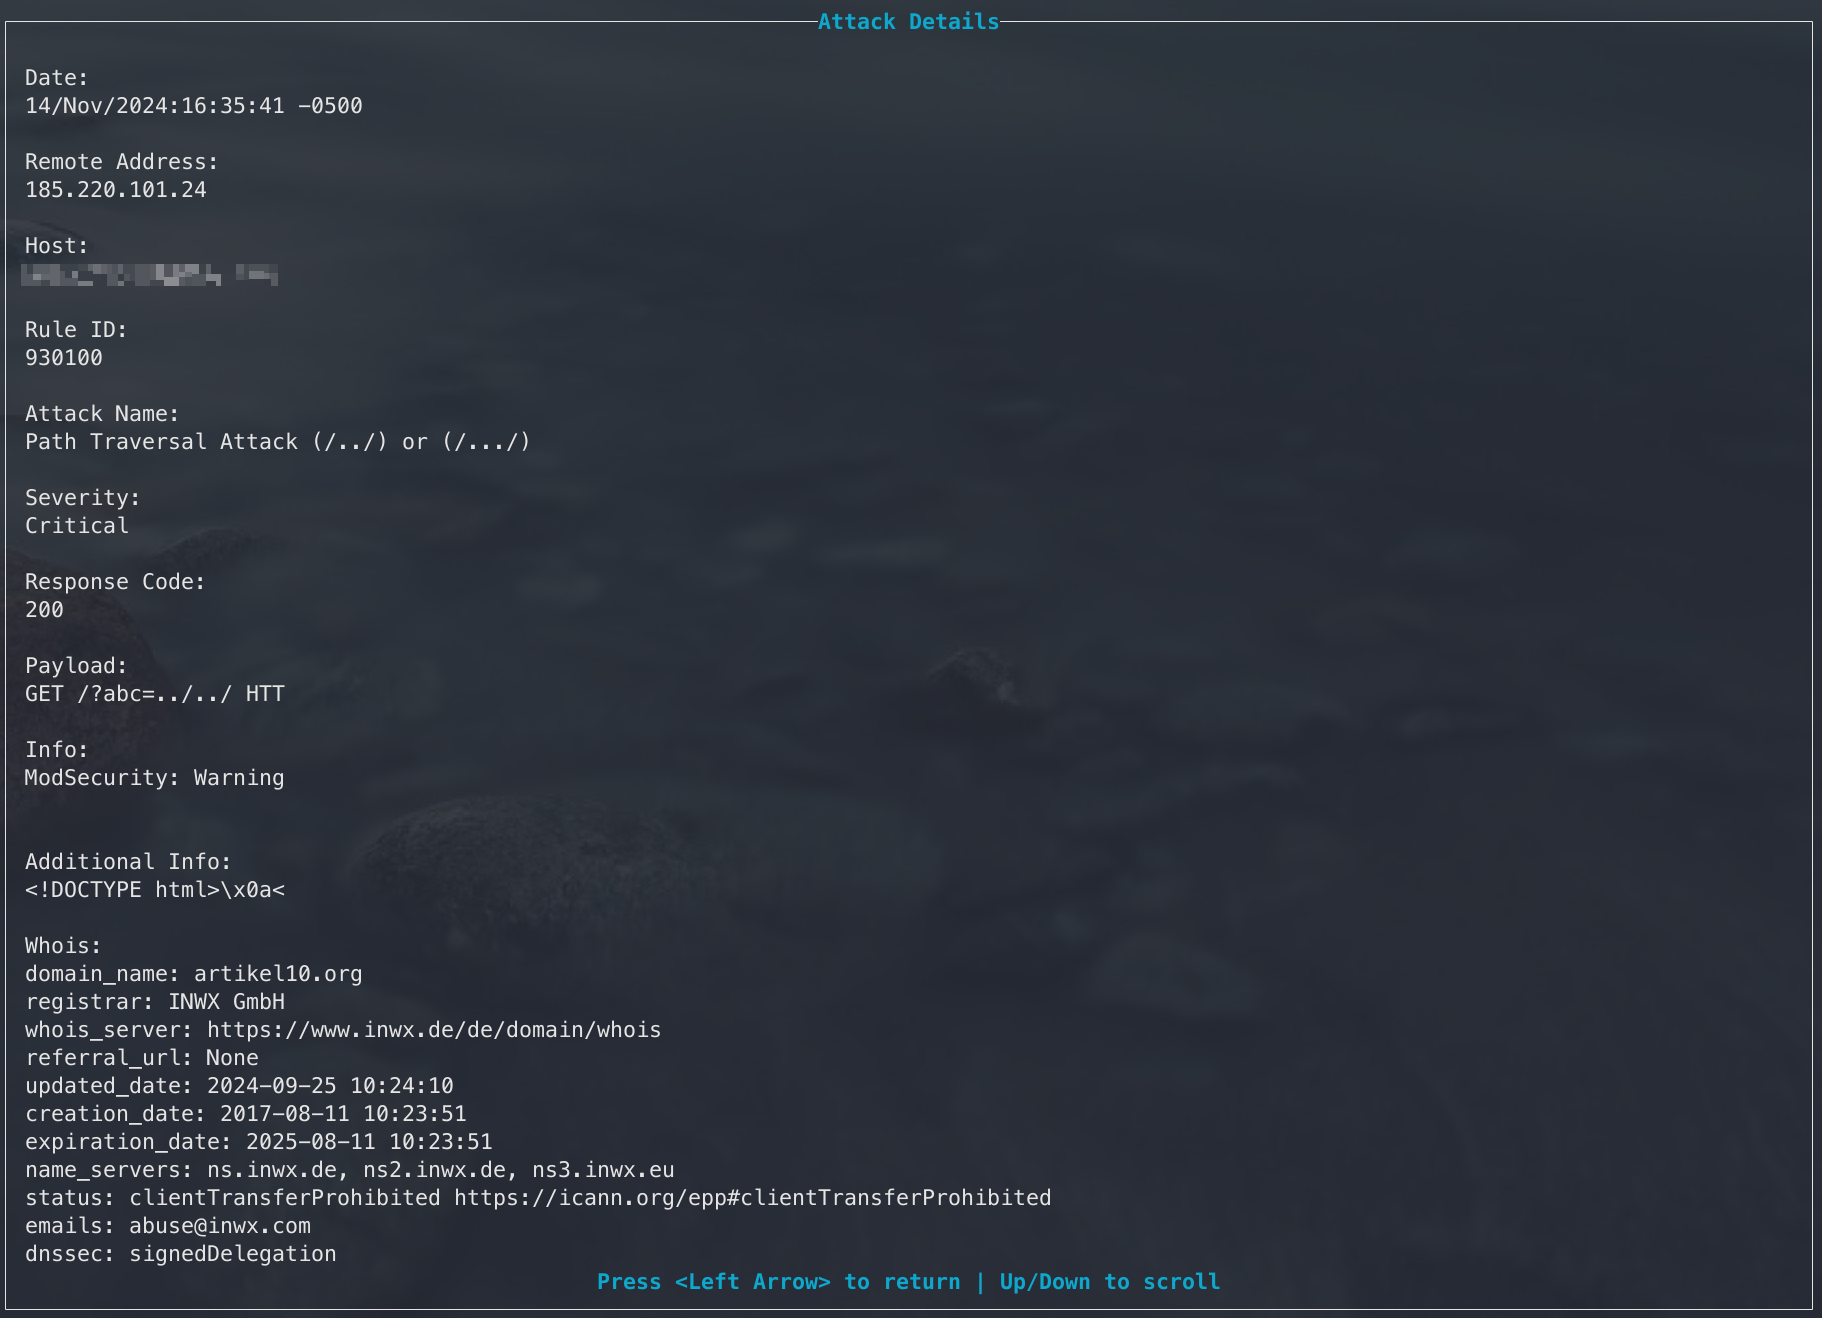 Attack Details
Date:
14/Nov/2024:16:35:41 -0500
Remote Address:
185.220.101.24
Host:
Rule ID:
930100
Attack Name:
Path Traversal Attack (/../) or (/.../)
Severity:
Critical
Response Code:
200
Payload:
GET /?abc=../../ HTT
Info:
ModSecurity: Warning
Additional Info:
<!DOCTYPE html>\x0a<
Whois:
domain_name: artikel10.org
registrar: INWX GmbH
whois_server: https://www.inwx.de/de/domain/whois
referral_url: None
updated_date: 2024-09-25 10:24:10
creation_date: 2017-08-11 10:23:51
expiration_date: 2025-08-11 10:23:51
name_servers: ns.inwx.de, ns2.inwx.de, ns3.inwx.eu
status: clientTransferProhibited https://icann.org/epp#clientTransferProhibited
emails: abuse@inwx.com
dnssec: signedDelegation
Press <Left Arrow> to return | Up/Down to scroll